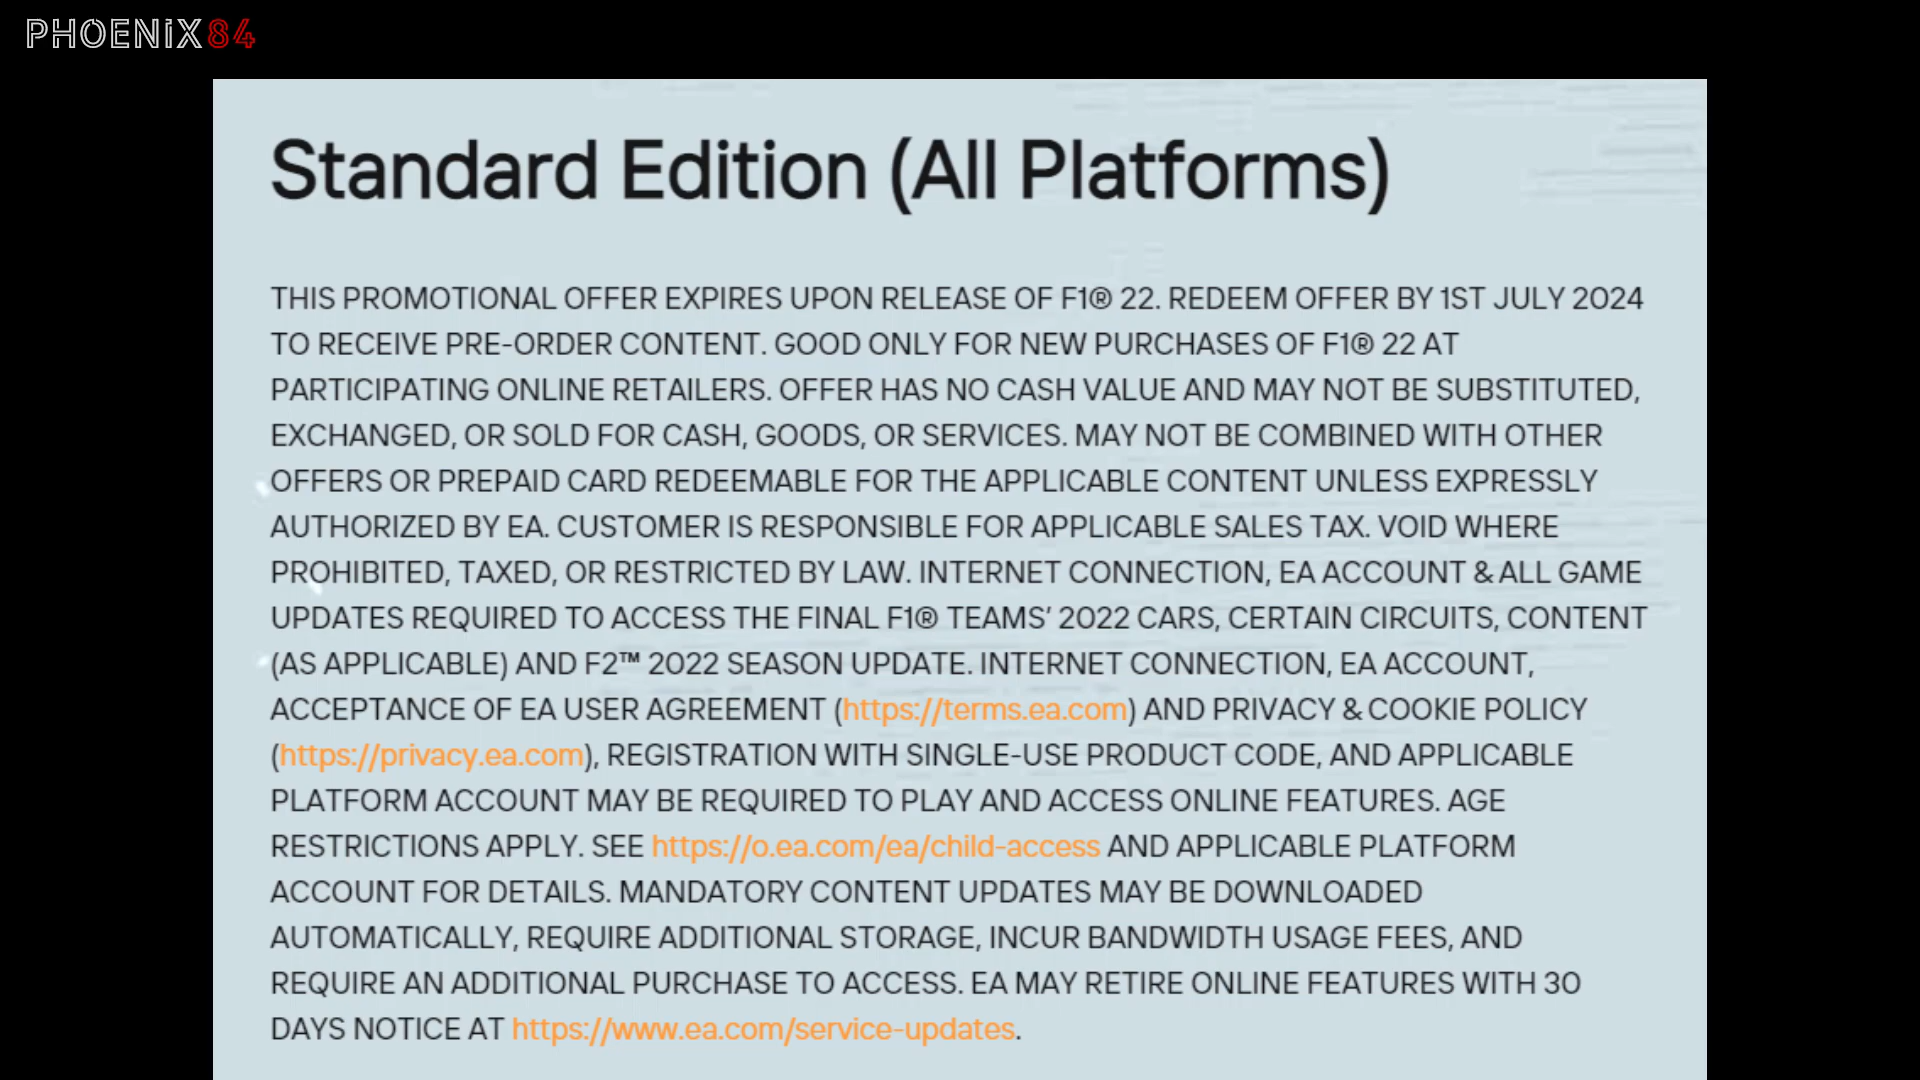 PHOENiX84
Standard Edition (All Platforms)
THIS PROMOTIONAL OFFER EXPIRES UPON RELEASE OF F1® 22. REDEEM OFFER BY 1ST JULY 2024
TO RECEIVE PRE-ORDER CONTENT. GOOD ONLY FOR NEW PURCHASES OF F1® 22 AT
PARTICIPATING ONLINE RETAILERS. OFFER HAS NO CASH VALUE AND MAY NOT BE SUBSTITUTED,
EXCHANGED, OR SOLD FOR CASH, GOODS, OR SERVICES. MAY NOT BE COMBINED WITH OTHER
OFFERS OR PREPAID CARD REDEEMABLE FOR THE APPLICABLE CONTENT UNLESS EXPRESSLY
AUTHORIZED BY EA. CUSTOMER IS RESPONSIBLE FOR APPLICABLE SALES TAX. VOID WHERE
PROHIBITED, TAXED, OR RESTRICTED BY LAW. INTERNET CONNECTION, EA ACCOUNT & ALL GAME
UPDATES REQUIRED TO ACCESS THE FINAL F1® TEAMS’ 2022 CARS, CERTAIN CIRCUITS, CONTENT
(AS APPLICABLE) AND F2™ 2022 SEASON UPDATE. INTERNET CONNECTION, EA ACCOUNT,
ACCEPTANCE OF EA USER AGREEMENT (https://terms.ea.com) AND PRIVACY & COOKIE POLICY
(https://privacy.ea.com), REGISTRATION WITH SINGLE-USE PRODUCT CODE, AND APPLICABLE
PLATFORM ACCOUNT MAY BE REQUIRED TO PLAY AND ACCESS ONLINE FEATURES. AGE
RESTRICTIONS APPLY. SEE https://o.ea.com/ea/child-access AND APPLICABLE PLATFORM
ACCOUNT FOR DETAILS. MANDATORY CONTENT UPDATES MAY BE DOWNLOADED
AUTOMATICALLY, REQUIRE ADDITIONAL STORAGE, INCUR BANDWIDTH USAGE FEES, AND
REQUIRE AN ADDITIONAL PURCHASE TO ACCESS. EA MAY RETIRE ONLINE FEATURES WITH 30
DAYS NOTICE AT https://www.ea.com/service-updates.